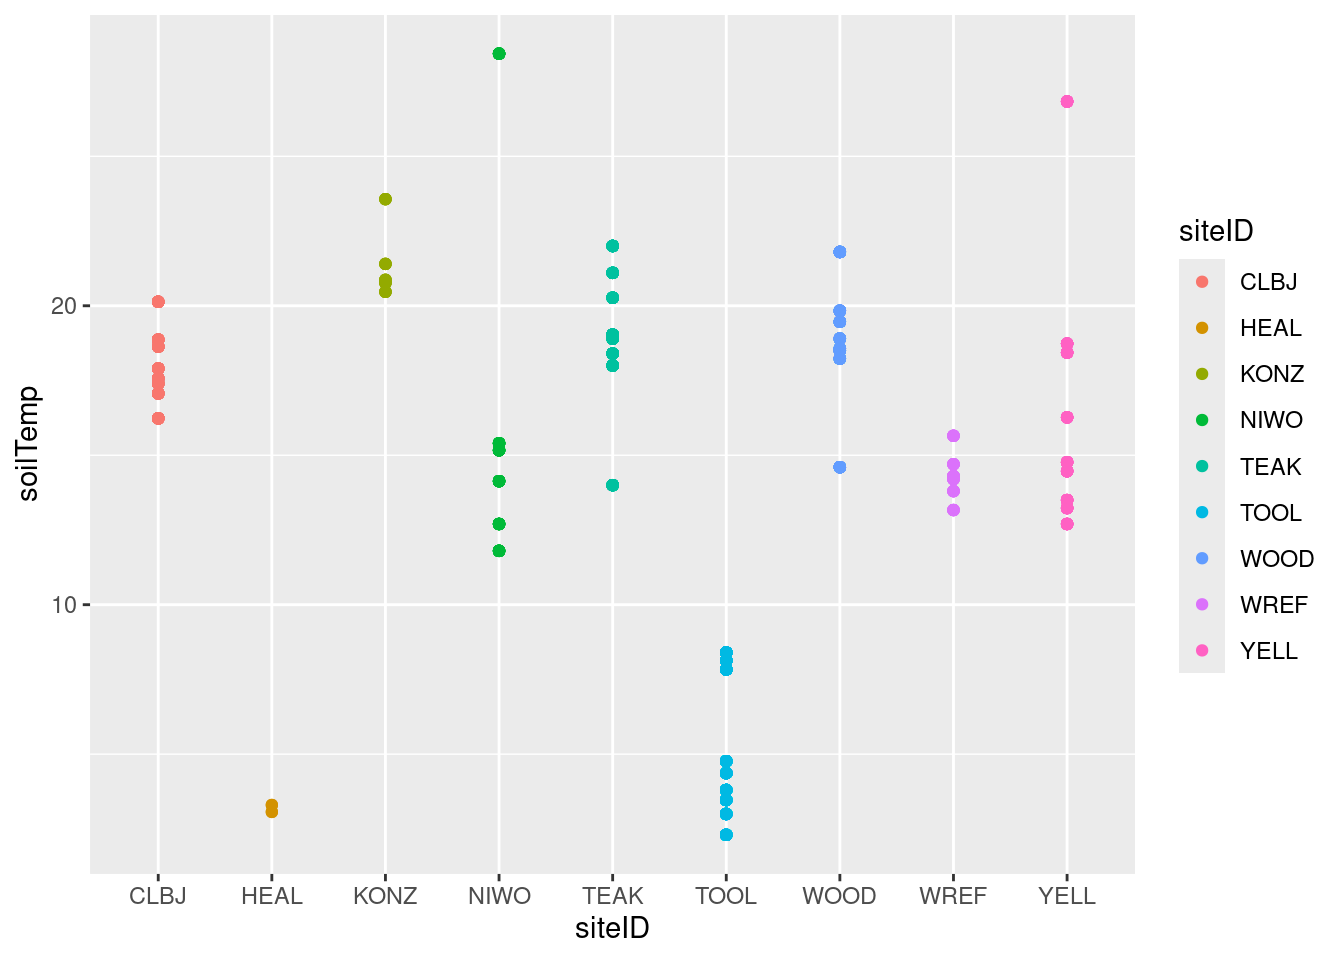 soilTemp
20
10
CLBJ HEAL KONZ NIWO TEAK TOOL WOOD WREF YELL
siteID
siteID
CLBJ
HEAL
KONZ
NIWO
TEAK
TOOL
WOOD
WREF
YELL